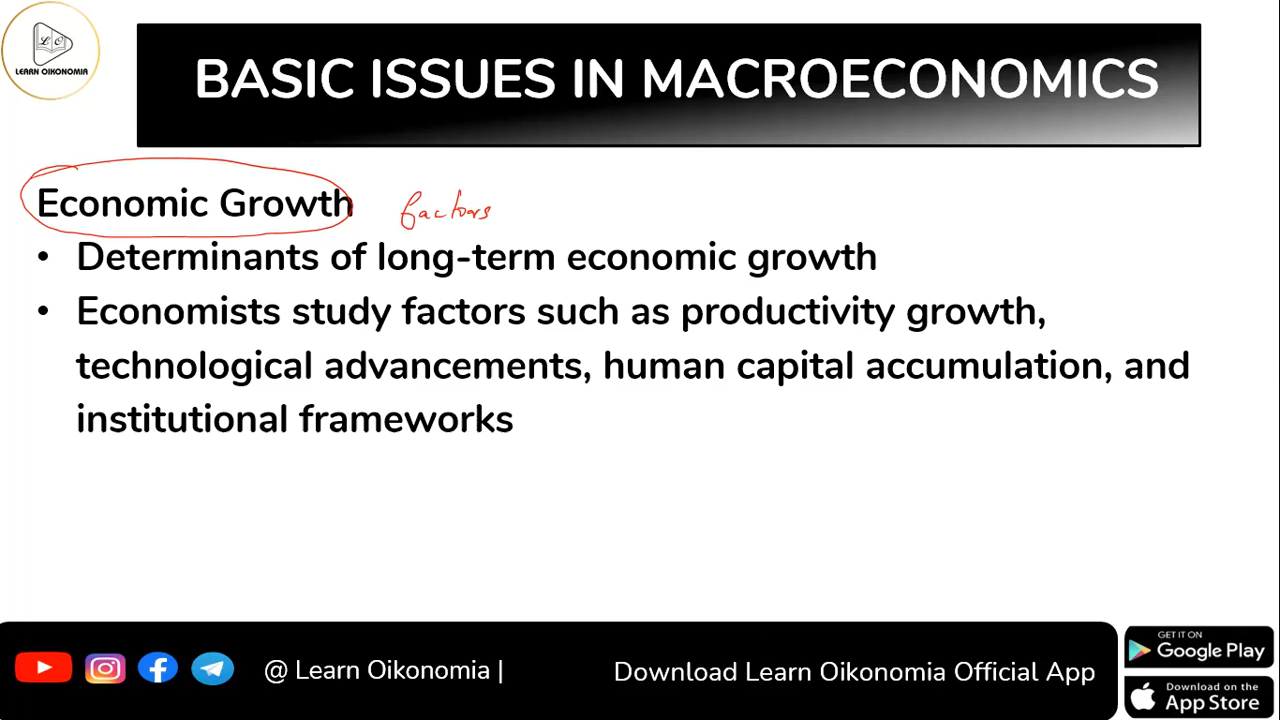 LEARN OIKONOMIA
BASIC ISSUES IN MACROECONOMICS
Economic Growth factors
• Determinants of long-term economic growth
• Economists study factors such as productivity growth,
technological advancements, human capital accumulation, and
institutional frameworks
@ Learn Oikonomia |
Download Learn Oikonomia Official App
GET IT ON
Google Play
Download on the
App Store